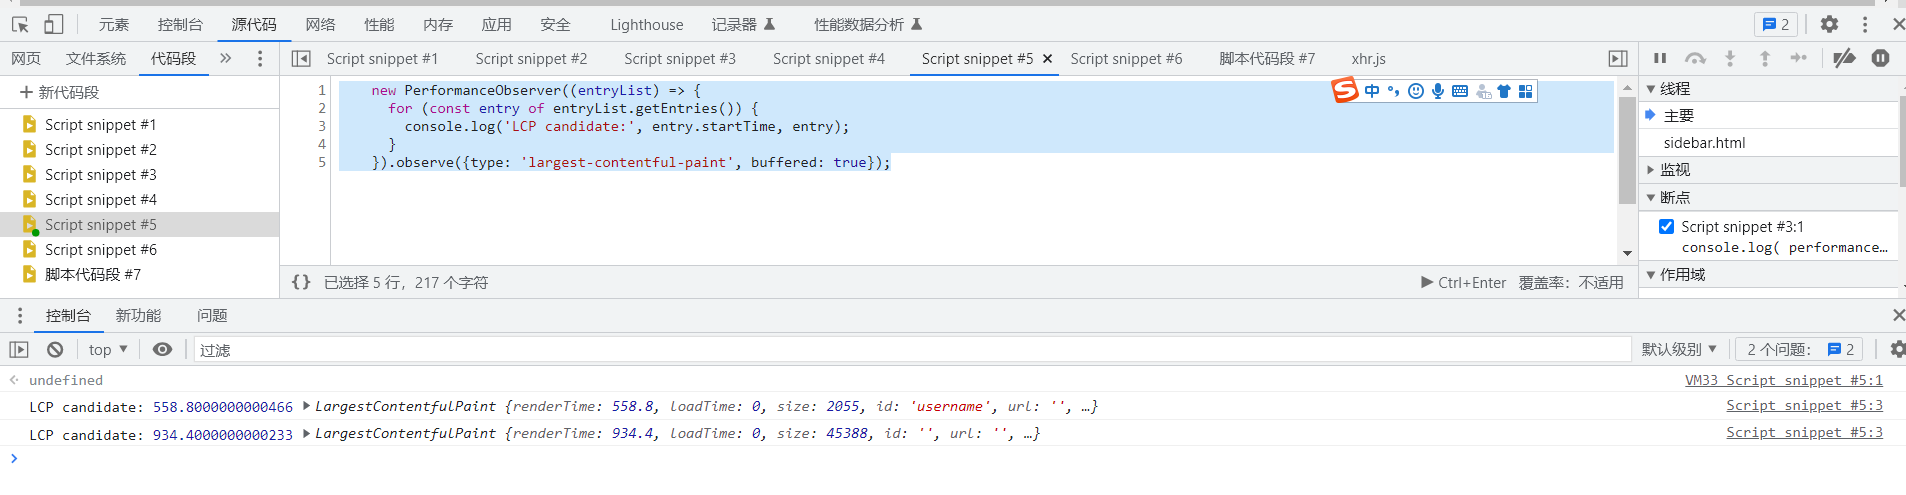 元素 控制台 源代码 网络 性能 内存 应用 安全 Lighthouse 记录器 性能数据分析 2
网页 文件系统 代码段 » Script snippet #1 Script snippet #2 Script snippet #3 Script snippet #4 Script snippet #5 × Script snippet #6 脚本代码段 #7 xhr.js
+ 新代码段
Script snippet #1
Script snippet #2
Script snippet #3
Script snippet #4
Script snippet #5
Script snippet #6
脚本代码段 #7
1 new PerformanceObserver((entryList) => {
2 for (const entry of entryList.getEntries()) {
3 console.log('LCP candidate:', entry.startTime, entry);
4 }
5 }).observe({type: 'largest-contentful-paint', buffered: true});
S 中
{} 已选择 5 行，217 个字符 Ctrl+Enter 覆盖率：不适用
线程
主要
sidebar.html
监视
断点
Script snippet #3:1
console.log( performance…
作用域
控制台 新功能 问题
top 过滤 默认级别 2 个问题： 2
undefined VM33 Script snippet #5:1
LCP candidate: 558.8000000000466 LargestContentfulPaint {renderTime: 558.8, loadTime: 0, size: 2055, id: 'username', url: '', …} Script snippet #5:3
LCP candidate: 934.4000000000233 LargestContentfulPaint {renderTime: 934.4, loadTime: 0, size: 45388, id: '', url: '', …} Script snippet #5:3